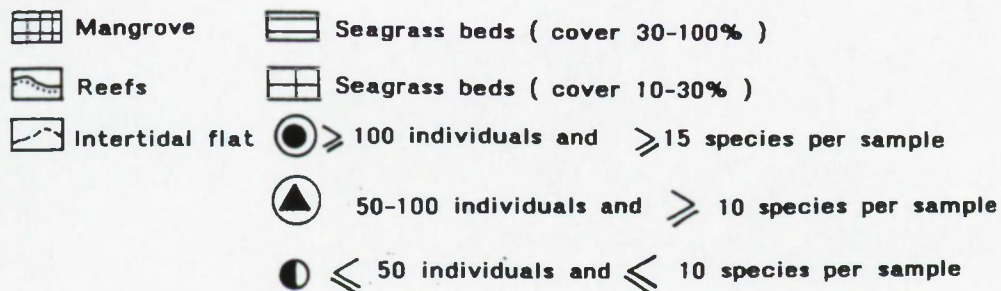 Mangrove Seagrass beds ( cover 30-100% )
Reefs Seagrass beds ( cover 10-30% )
Intertidal flat ⩾ 100 individuals and ⩾15 species per sample
50-100 individuals and ⩾ 10 species per sample
⩽ 50 individuals and ⩽ 10 species per sample